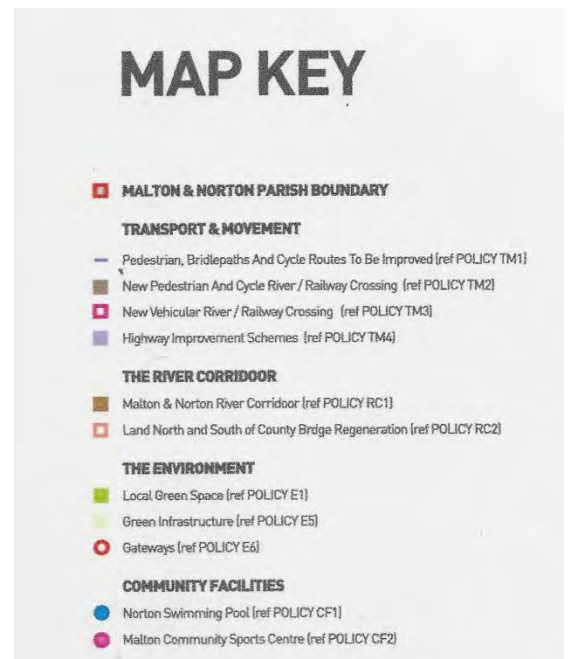 MAP KEY
MALTON & NORTON PARISH BOUNDARY
TRANSPORT & MOVEMENT
Pedestrian, Bridlepaths And Cycle Routes To Be Improved (ref POLICY TM1)
New Pedestrian And Cycle River / Railway Crossing (ref POLICY TM2)
New Vehicular River / Railway Crossing (ref POLICY TM3)
Highway Improvement Schemes (ref POLICY TM4)
THE RIVER CORRIDOOR
Malton & Norton River Corridoor (ref POLICY RC1)
Land North and South of County Brdge Regeneration (ref POLICY RC2)
THE ENVIRONMENT
Local Green Space (ref POLICY E1)
Green Infrastructure (ref POLICY E5)
Gateways (ref POLICY E6)
COMMUNITY FACILITIES
Norton Swimming Pool (ref POLICY CF1)
Malton Community Sports Centre (ref POLICY CF2)